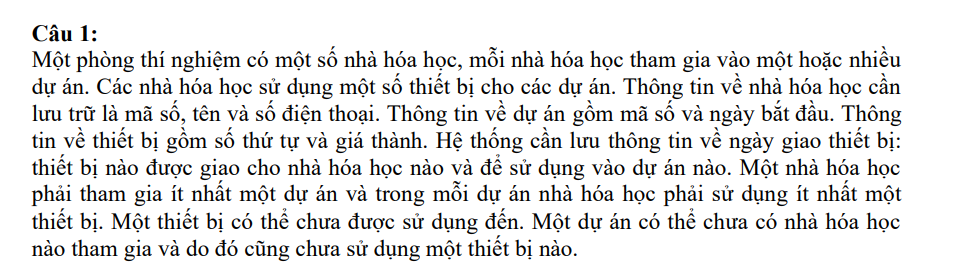 Câu 1:
Một phòng thí nghiệm có một số nhà hóa học, mỗi nhà hóa học tham gia vào một hoặc nhiều
dự án. Các nhà hóa học sử dụng một số thiết bị cho các dự án. Thông tin về nhà hóa học cần
lưu trữ là mã số, tên và số điện thoại. Thông tin về dự án gồm mã số và ngày bắt đầu. Thông
tin về thiết bị gồm số thứ tự và giá thành. Hệ thống cần lưu thông tin về ngày giao thiết bị:
thiết bị nào được giao cho nhà hóa học nào và để sử dụng vào dự án nào. Một nhà hóa học
phải tham gia ít nhất một dự án và trong mỗi dự án nhà hóa học phải sử dụng ít nhất một
thiết bị. Một thiết bị có thể chưa được sử dụng đến. Một dự án có thể chưa có nhà hóa học
nào tham gia và do đó cũng chưa sử dụng một thiết bị nào.